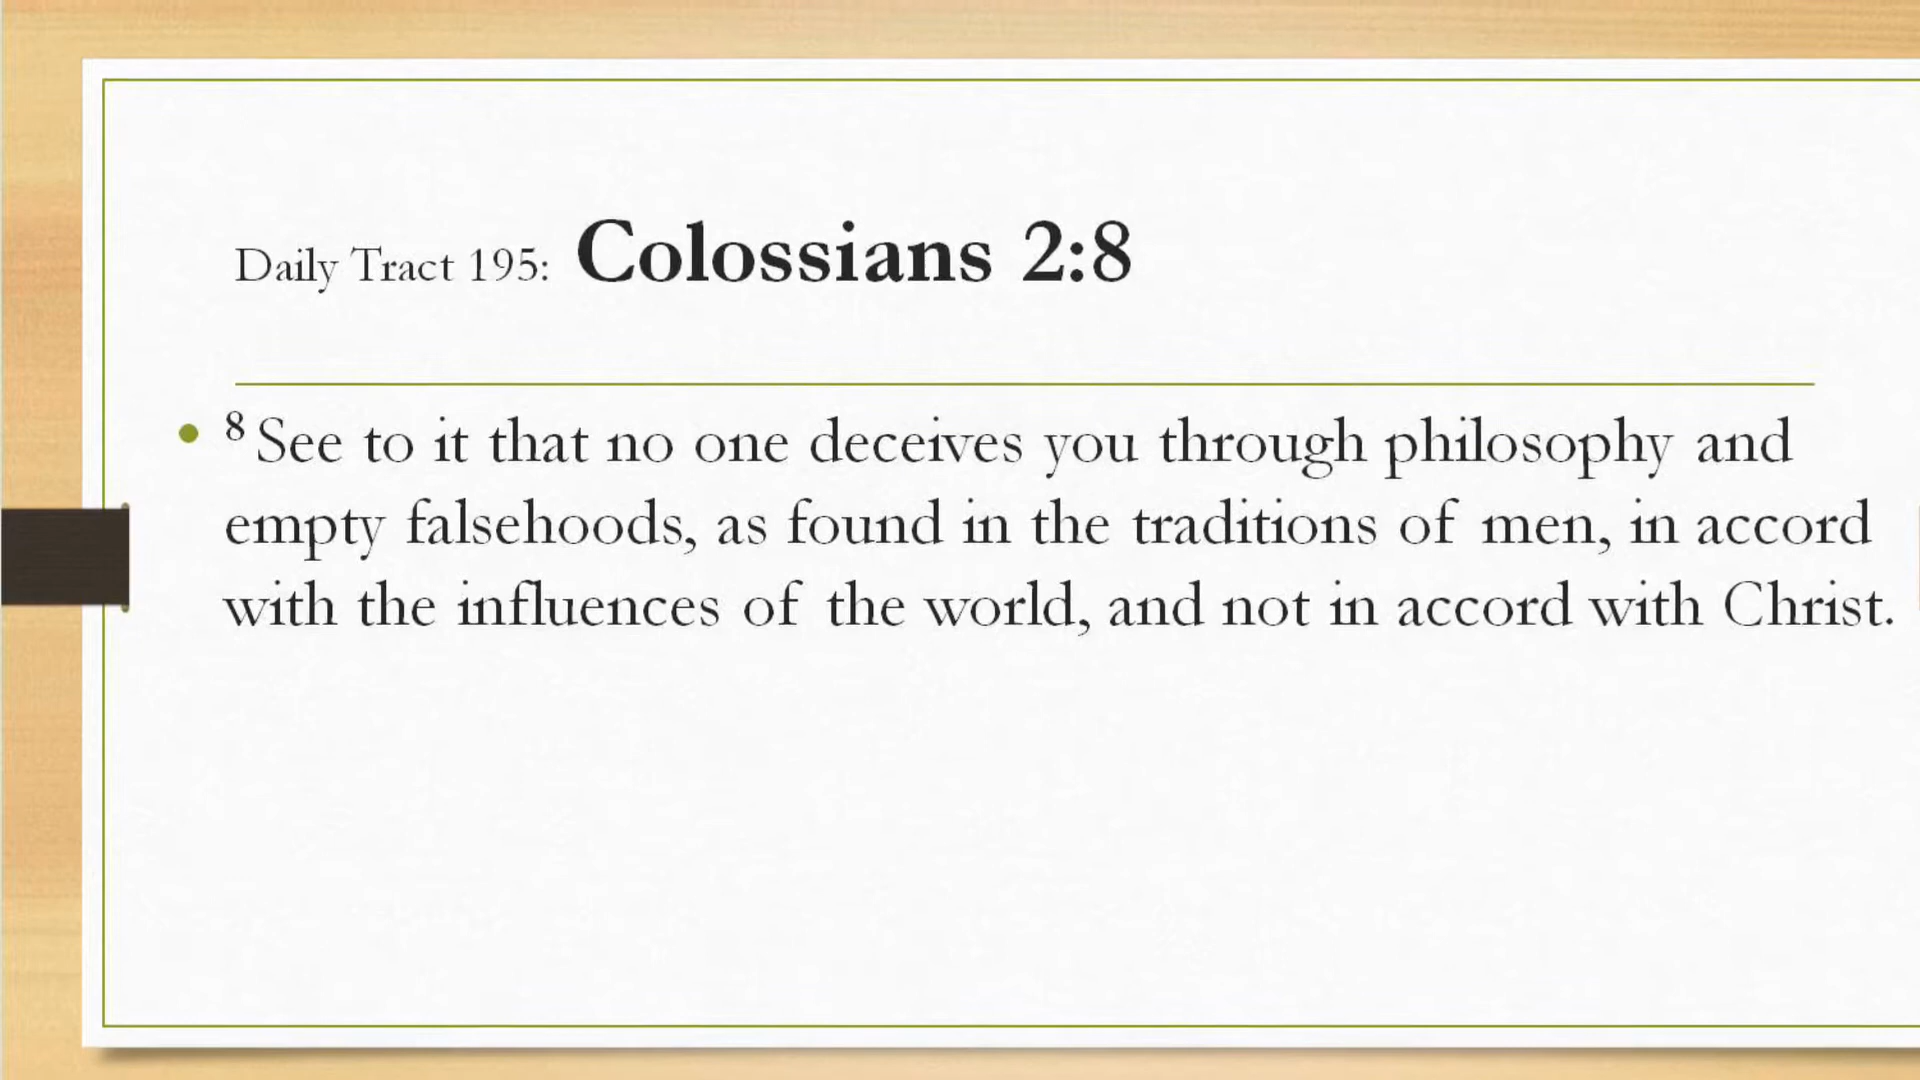 Daily Tract 195: Colossians 2:8
8 See to it that no one deceives you through philosophy and
empty falsehoods, as found in the traditions of men, in accord
with the influences of the world, and not in accord with Christ.